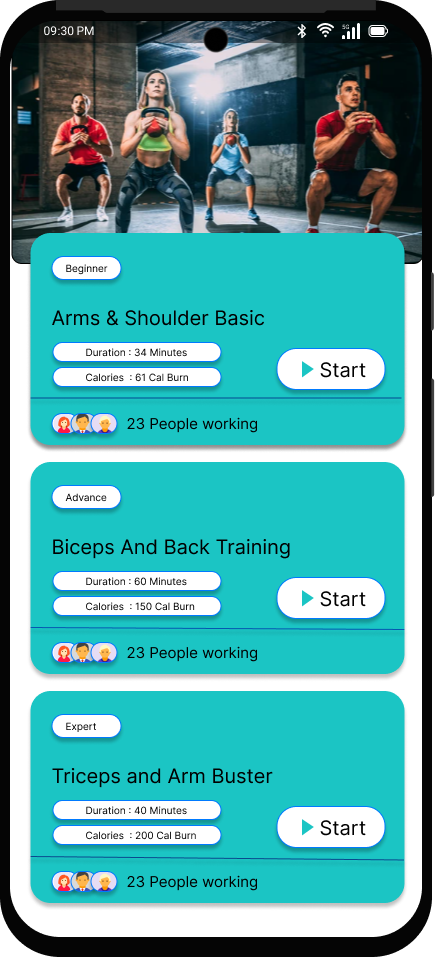 09:30 PM
5G
Beginner
Arms & Shoulder Basic
Duration : 34 Minutes
Calories : 61 Cal Burn
Start
23 People working
Advance
Biceps And Back Training
Duration : 60 Minutes
Calories : 150 Cal Burn
Start
23 People working
Expert
Triceps and Arm Buster
Duration : 40 Minutes
Calories : 200 Cal Burn
Start
23 People working